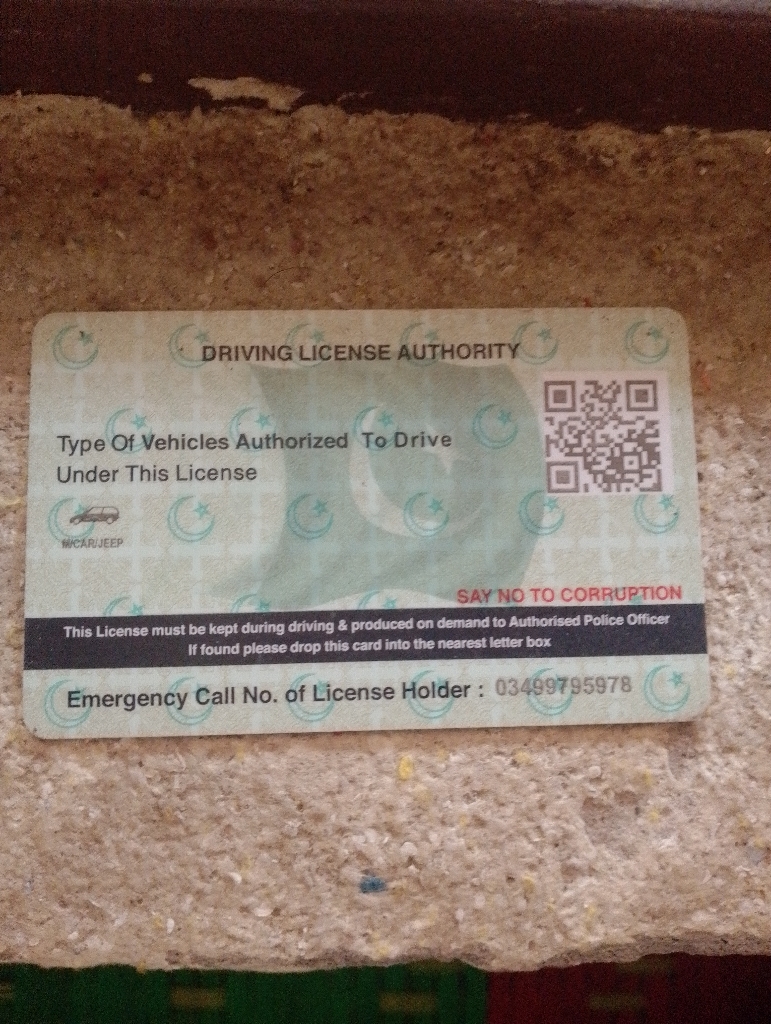 DRIVING LICENSE AUTHORITY
Type Of Vehicles Authorized To Drive
Under This License
M/CAR/JEEP
SAY NO TO CORRUPTION
This License must be kept during driving & produced on demand to Authorised Police Officer
If found please drop this card into the nearest letter box
Emergency Call No. of License Holder : 03499795978